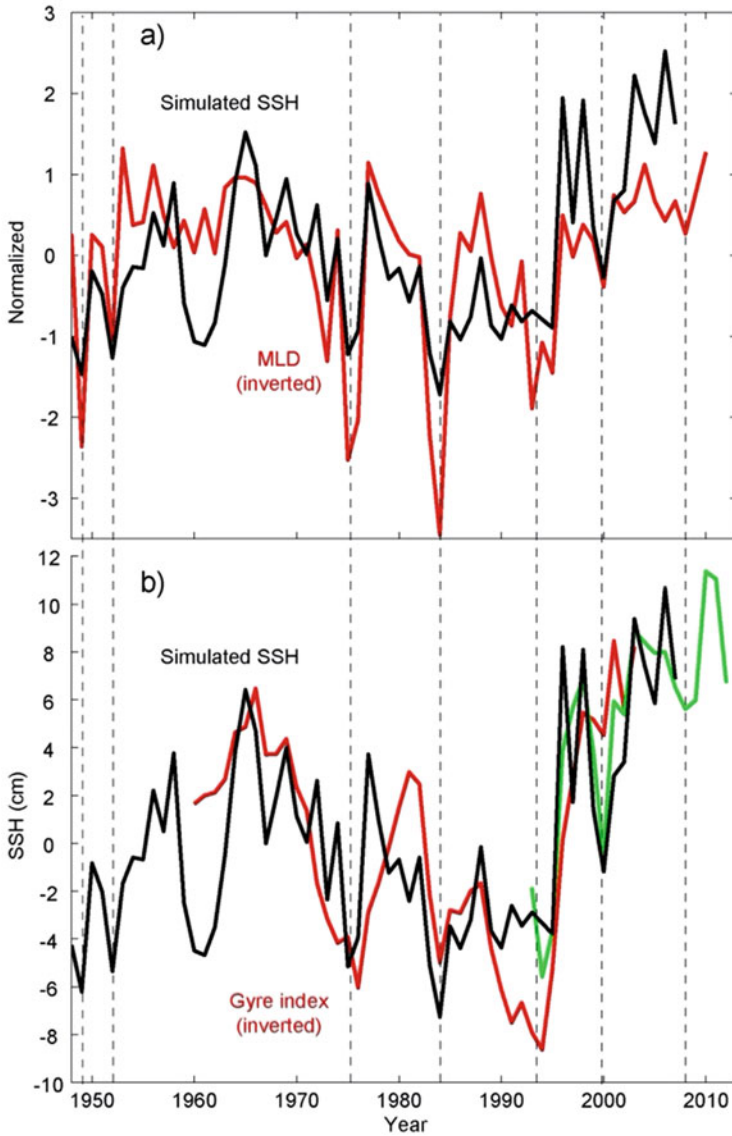 a)
Simulated SSH
MLD
(inverted)
Normalized
3
2
1
0
-1
-2
-3
b)
Simulated SSH
Gyre index
(inverted)
SSH (cm)
12
10
8
6
4
2
0
-2
-4
-6
-8
-10
1950 1960 1970 1980 1990 2000 2010
Year